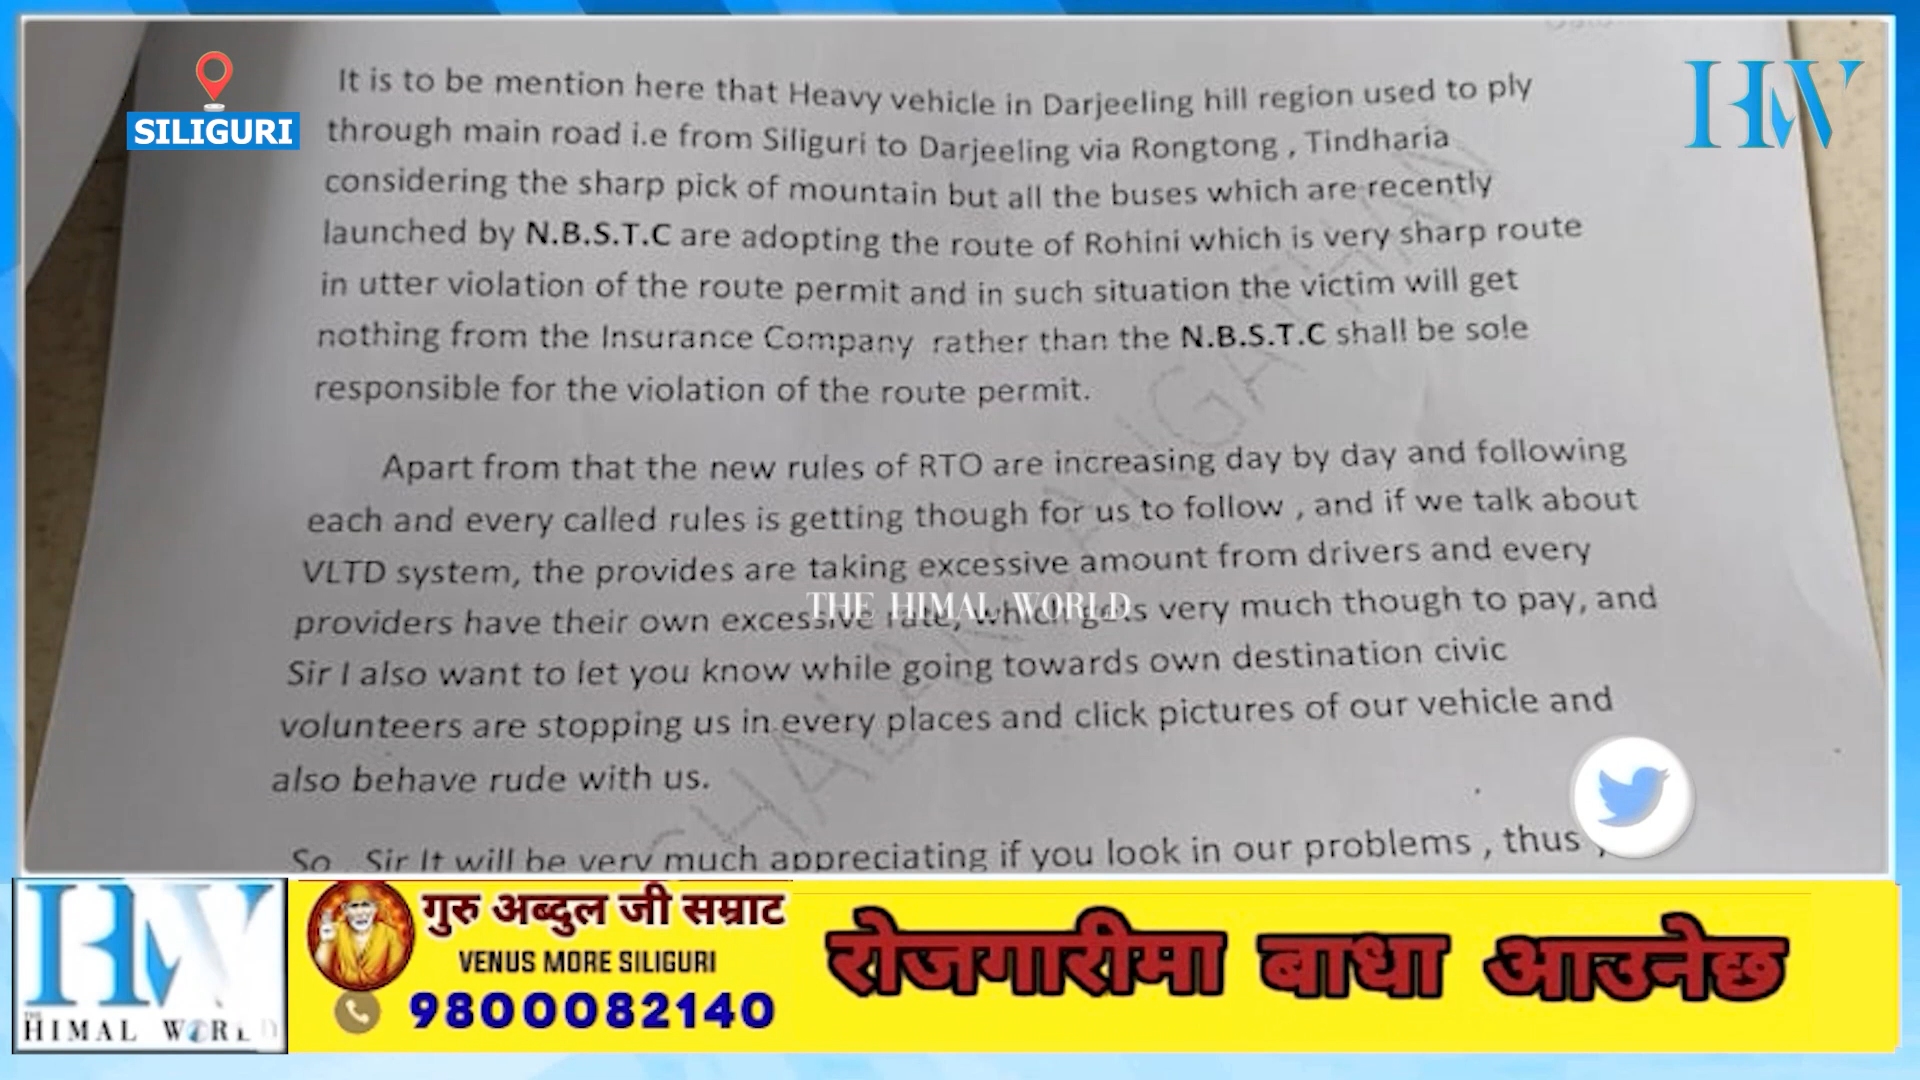 SILIGURI
HW
It is to be mention here that Heavy vehicle in Darjeeling hill region used to ply
through main road i.e from Siliguri to Darjeeling via Rongtong , Tindharia
considering the sharp pick of mountain but all the buses which are recently
launched by N.B.S.T.C are adopting the route of Rohini which is very sharp route
in utter violation of the route permit and in such situation the victim will get
nothing from the Insurance Company rather than the N.B.S.T.C shall be sole
responsible for the violation of the route permit.
Apart from that the new rules of RTO are increasing day by day and following
each and every called rules is getting though for us to follow , and if we talk about
VLTD system, the provides are taking excessive amount from drivers and every
providers have their own excessive rate, which gets very much though to pay, and
THE HIMAL WORLD
Sir I also want to let you know while going towards own destination civic
volunteers are stopping us in every places and click pictures of our vehicle and
also behave rude with us.
So Sir It will be very much appreciating if you look in our problems , thus ,
HW
THE HIMAL WORLD
गुरु अब्दुल जी सम्राट
VENUS MORE SILIGURI
9800082140
रोजगारीमा बाधा आउनेछ